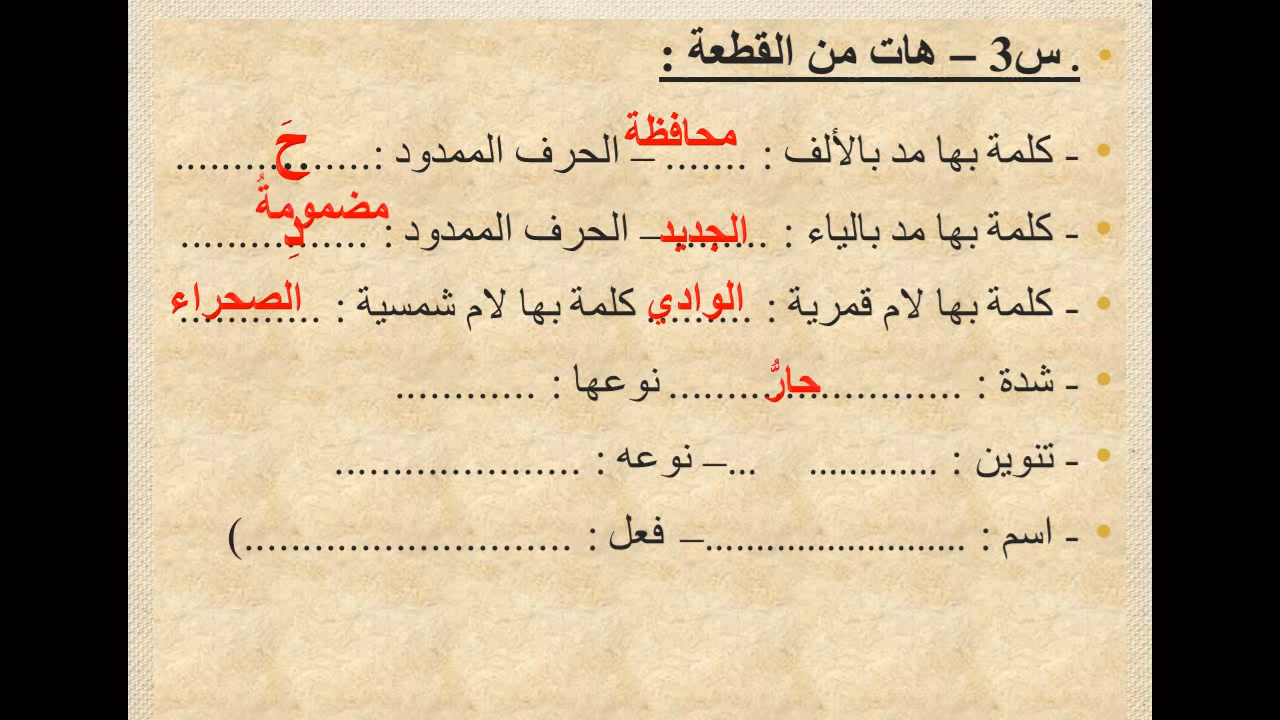 . س3 – هات من القطعة :
- كلمة بها مد بالألف : ....... محافظة – الحرف الممدود : ................. حَ
- كلمة بها مد بالياء : ........ الجديد – الحرف الممدود : ................ دِ
مضمومةٌ
- كلمة بها لام قمرية : ......... الوادي كلمة بها لام شمسية : ............ الصحراء
- شدة : ......................... حارٌّ نوعها : ............
- تنوين : ............ ...– نوعه : .....................
- اسم : .........................– فعل : ............................)